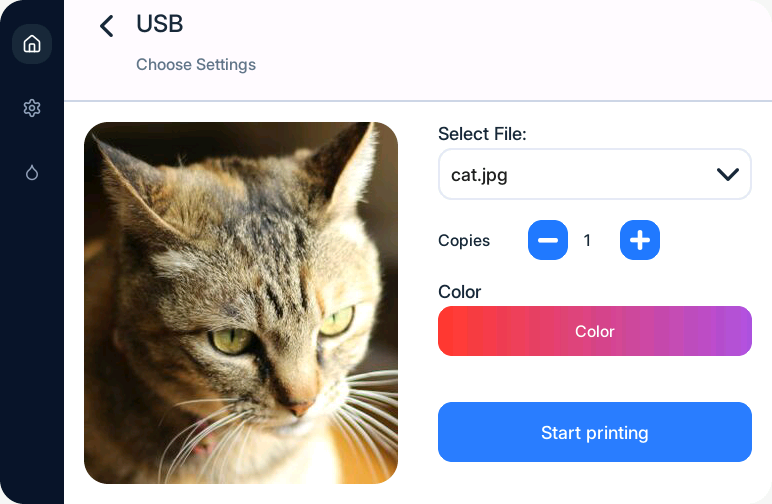 USB
Choose Settings
Select File:
cat.jpg
Copies
1
Color
Color
Start printing